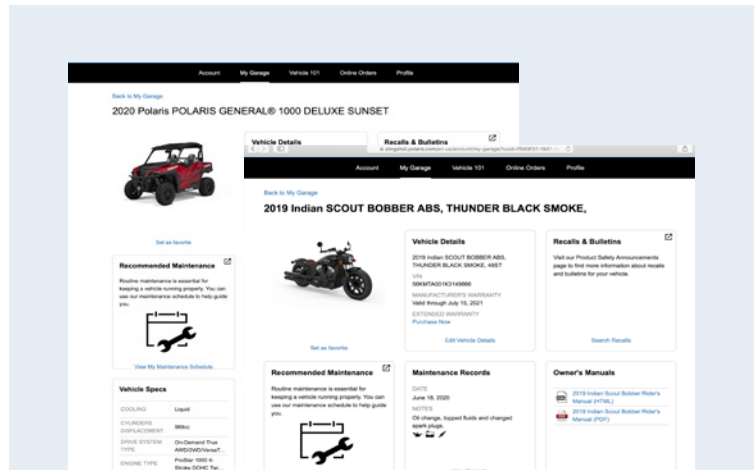 Account My Garage Vehicle 101 Online Orders Profile
Back to My Garage
2020 Polaris POLARIS GENERAL® 1000 DELUXE SUNSET
Vehicle Details
Recalls & Bulletins
Set as favorite
Recommended Maintenance
Routine maintenance is essential for
keeping a vehicle running properly. You can
use our maintenance schedule to help guide
you.
View My Maintenance Schedule
Vehicle Specs
COOLING Liquid
CYLINDERS
DISPLACEMENT 999cc
DRIVE SYSTEM
TYPE
On-Demand True
AWD/2WD/VersaT...
ENGINE TYPE
ProStar 1000 4-
Stroke DOHC Twi...
Account My Garage Vehicle 101 Online Orders Profile
Back to My Garage
2019 Indian SCOUT BOBBER ABS, THUNDER BLACK SMOKE,
Set as favorite
Vehicle Details
2019 Indian SCOUT BOBBER ABS,
THUNDER BLACK SMOKE, 49ST
VIN
56KMTA001K3149866
MANUFACTURER'S WARRANTY
Valid through July 15, 2021
EXTENDED WARRANTY
Purchase Now
Edit Vehicle Details
Recalls & Bulletins
Visit our Product Safety Announcements
page to find more information about recalls
and bulletins for your vehicle.
Search Recalls
Recommended Maintenance
Routine maintenance is essential for
keeping a vehicle running properly. You can
use our maintenance schedule to help guide
you.
Maintenance Records
DATE
June 18, 2020
NOTES
Oil change, topped fluids and changed
spark plugs.
Owner's Manuals
2019 Indian Scout Bobber Rider's
Manual (HTML)
PDF
2019 Indian Scout Bobber Rider's
Manual (PDF)